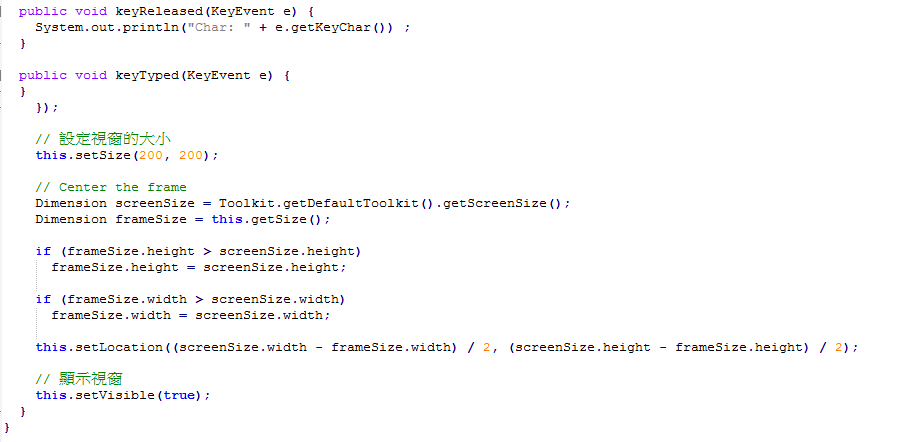 public void keyReleased(KeyEvent e) {
System.out.println("Char: " + e.getKeyChar()) ;
}
public void keyTyped(KeyEvent e) {
}
});
// 設定視窗的大小
this.setSize(200, 200);
// Center the frame
Dimension screenSize = Toolkit.getDefaultToolkit().getScreenSize();
Dimension frameSize = this.getSize();
if (frameSize.height > screenSize.height)
frameSize.height = screenSize.height;
if (frameSize.width > screenSize.width)
frameSize.width = screenSize.width;
this.setLocation((screenSize.width - frameSize.width) / 2, (screenSize.height - frameSize.height) / 2);
// 顯示視窗
this.setVisible(true);
}
}